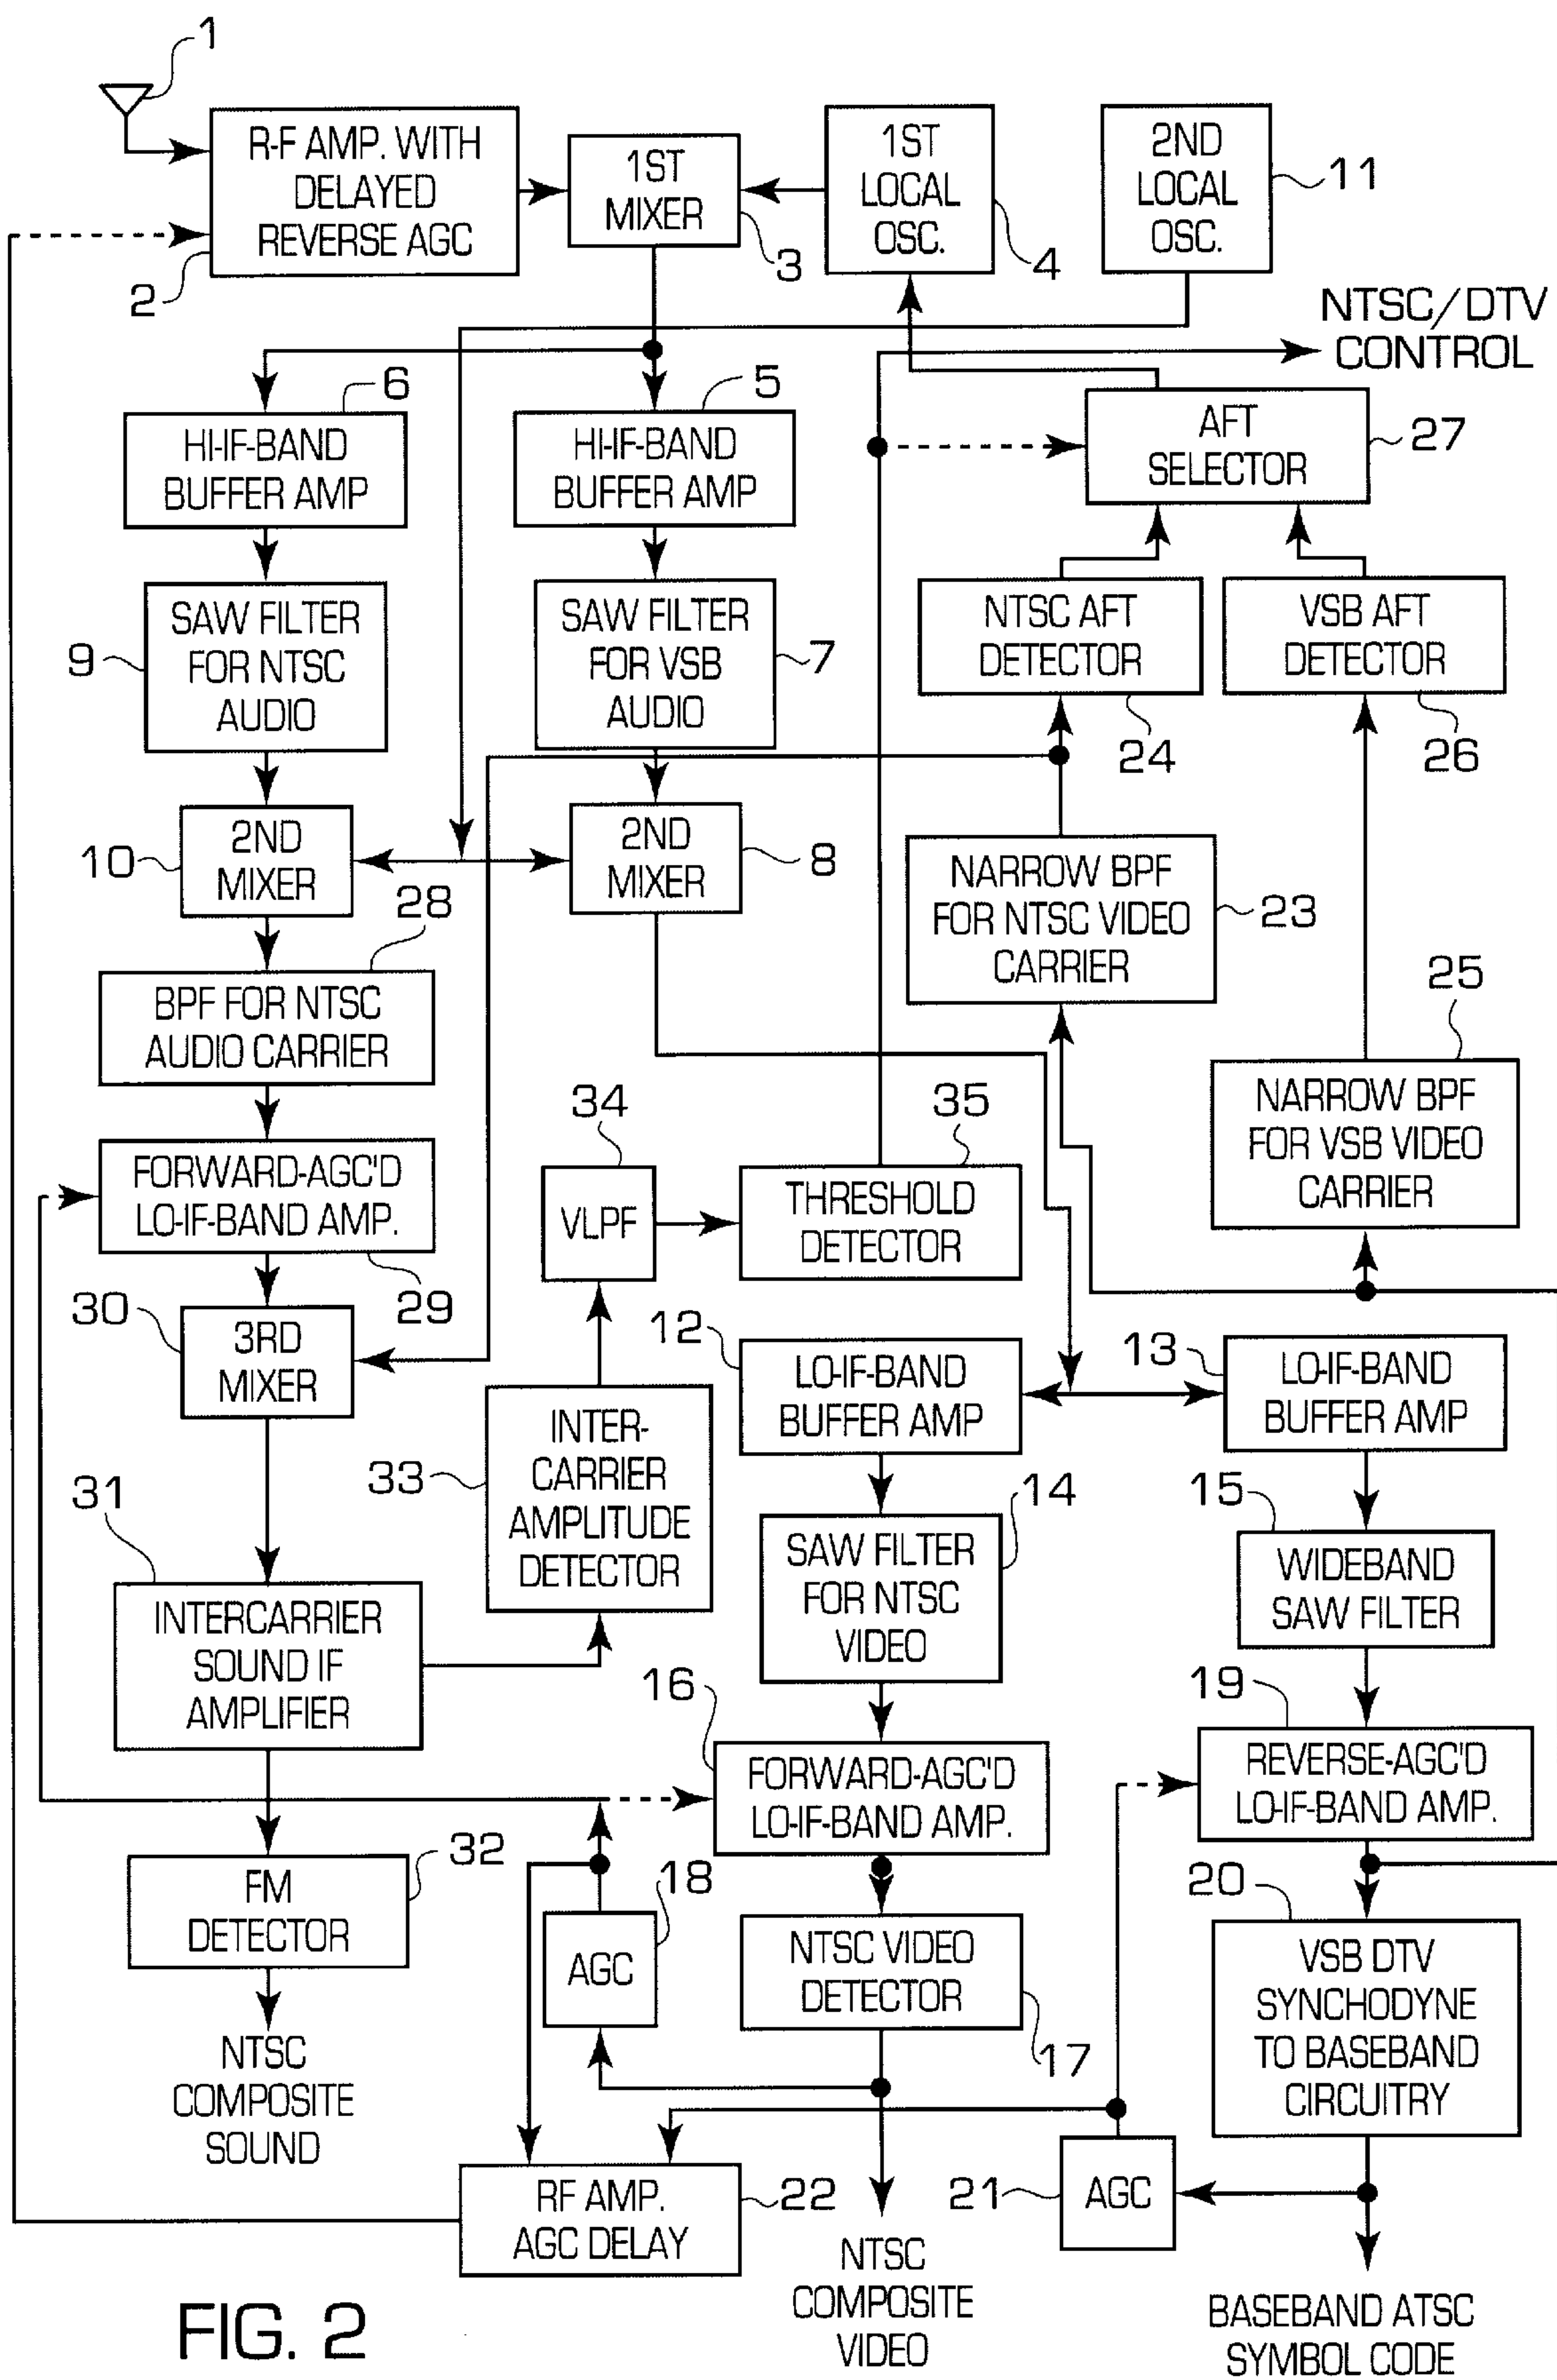 1
R-F AMP. WITH
DELAYED
REVERSE AGC
2
1ST
MIXER
3
1ST
LOCAL
OSC.
4
2ND
LOCAL
OSC.
11
NTSC/DTV
CONTROL
6
HI-IF-BAND
BUFFER AMP
5
HI-IF-BAND
BUFFER AMP
AFT
SELECTOR
27
9
SAW FILTER
FOR NTSC
AUDIO
SAW FILTER
FOR VSB
AUDIO
7
NTSC AFT
DETECTOR
24
VSB AFT
DETECTOR
26
10
2ND
MIXER
2ND
MIXER
8
NARROW BPF
FOR NTSC VIDEO
CARRIER
23
28
BPF FOR NTSC
AUDIO CARRIER
25
NARROW BPF
FOR VSB VIDEO
CARRIER
FORWARD-AGC'D
LO-IF-BAND AMP.
29
34
VLPF
35
THRESHOLD
DETECTOR
30
3RD
MIXER
12
LO-IF-BAND
BUFFER AMP
13
LO-IF-BAND
BUFFER AMP
33
INTER-
CARRIER
AMPLITUDE
DETECTOR
14
SAW FILTER
FOR NTSC
VIDEO
15
WIDEBAND
SAW FILTER
31
INTERCARRIER
SOUND IF
AMPLIFIER
16
FORWARD-AGC'D
LO-IF-BAND AMP.
19
REVERSE-AGC'D
LO-IF-BAND AMP.
32
FM
DETECTOR
18
AGC
NTSC VIDEO
DETECTOR
17
20
VSB DTV
SYNCHODYNE
TO BASEBAND
CIRCUITRY
NTSC
COMPOSITE
SOUND
RF AMP.
AGC DELAY
22
21
AGC
NTSC
COMPOSITE
VIDEO
BASEBAND ATSC
SYMBOL CODE
FIG. 2